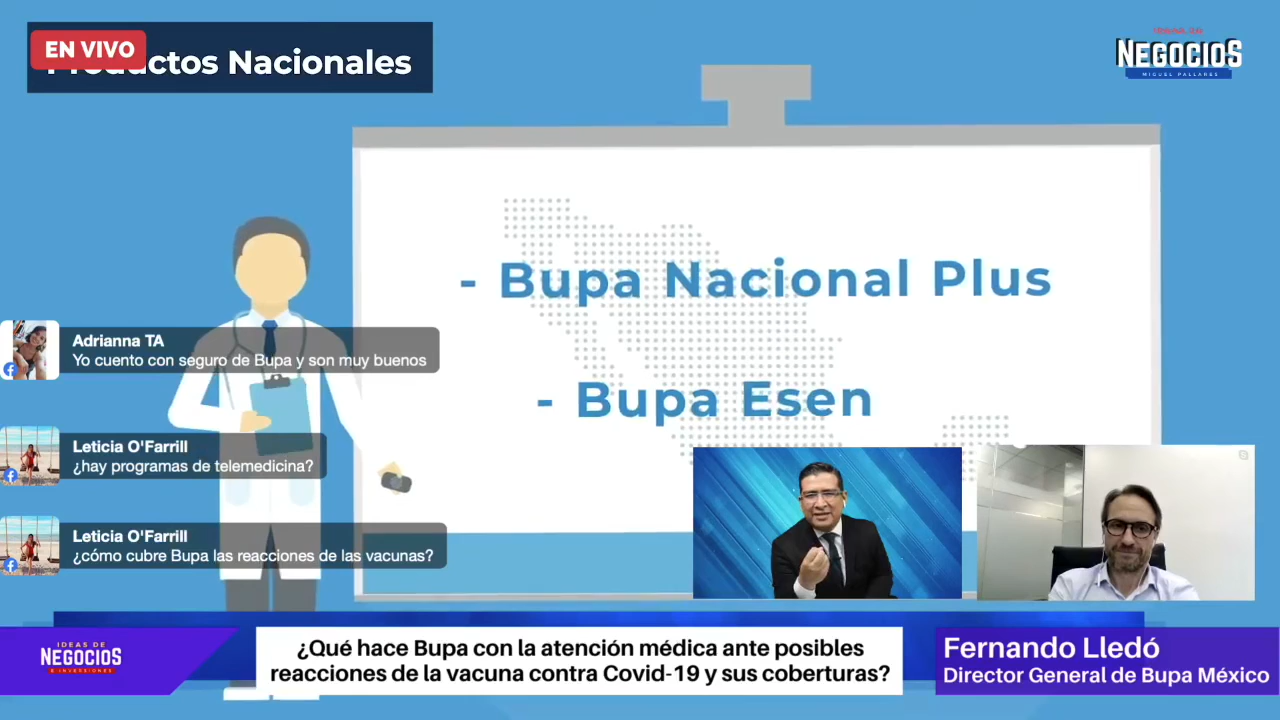 EN VIVO
ctos Nacionales
NEGOCIOS
MIGUEL PALLARES
- Bupa Nacional Plus
- Bupa Esen
Adrianna TA
Yo cuento con seguro de Bupa y son muy buenos
Leticia O'Farrill
¿hay programas de telemedicina?
Leticia O'Farrill
¿cómo cubre Bupa las reacciones de las vacunas?
IDEAS DE
NEGOCIOS
E INVERSIONES
¿Qué hace Bupa con la atención médica ante posibles
reacciones de la vacuna contra Covid-19 y sus coberturas?
Fernando Lledó
Director General de Bupa México